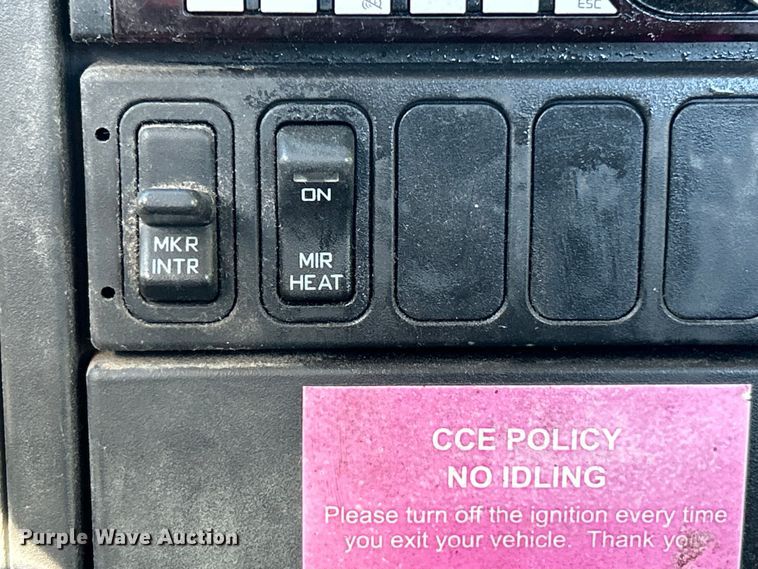 ESC
MKR
INTR
ON
MIR
HEAT
CCE POLICY
NO IDLING
Please turn off the ignition every time
you exit your vehicle. Thank you.
Purple Wave Auction